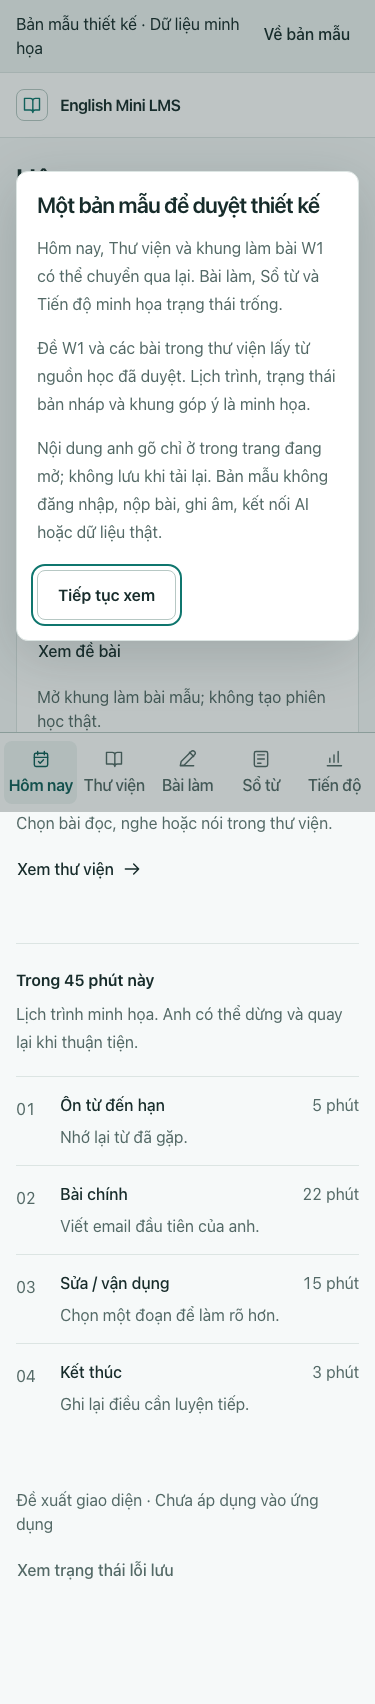 Bản mẫu thiết kế · Dữ liệu minh
họa
Về bản mẫu
English Mini LMS
Một bản mẫu để duyệt thiết kế
Hôm nay, Thư viện và khung làm bài W1
có thể chuyển qua lại. Bài làm, Sổ từ và
Tiến độ minh họa trạng thái trống.
Đề W1 và các bài trong thư viện lấy từ
nguồn học đã duyệt. Lịch trình, trạng thái
bản nháp và khung góp ý là minh họa.
Nội dung anh gõ chỉ ở trong trang đang
mở; không lưu khi tải lại. Bản mẫu không
đăng nhập, nộp bài, ghi âm, kết nối AI
hoặc dữ liệu thật.
Tiếp tục xem
Xem đề bài
Mở khung làm bài mẫu; không tạo phiên
học thật.
Hôm nay
Thư viện
Bài làm
Sổ từ
Tiến độ
Chọn bài đọc, nghe hoặc nói trong thư viện.
Xem thư viện →
Trong 45 phút này
Lịch trình minh họa. Anh có thể dừng và quay
lại khi thuận tiện.
01 Ôn từ đến hạn 5 phút
Nhớ lại từ đã gặp.
02 Bài chính 22 phút
Viết email đầu tiên của anh.
03 Sửa / vận dụng 15 phút
Chọn một đoạn để làm rõ hơn.
04 Kết thúc 3 phút
Ghi lại điều cần luyện tiếp.
Đề xuất giao diện · Chưa áp dụng vào ứng
dụng
Xem trạng thái lỗi lưu